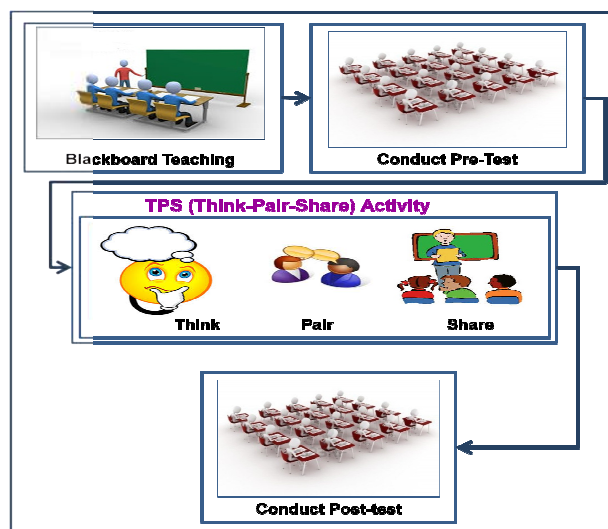 Blackboard Teaching
Conduct Pre-Test
TPS (Think-Pair-Share) Activity
Think
Pair
Share
Conduct Post-test